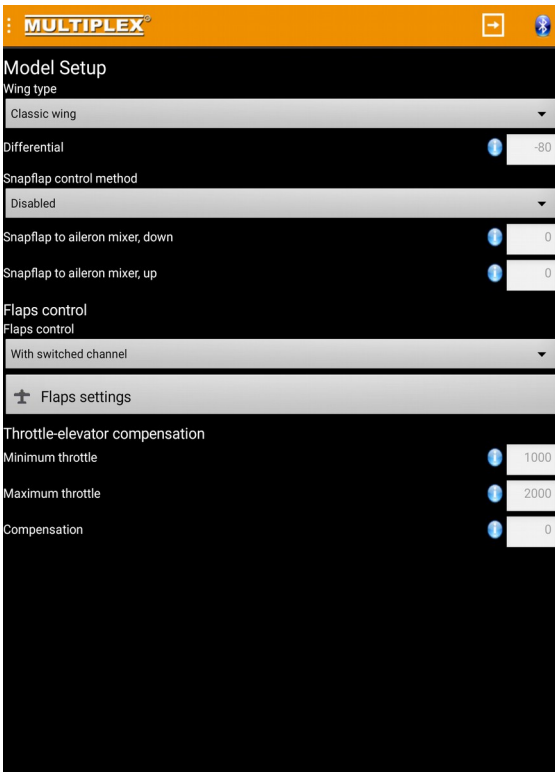 MULTIPLEX®
Model Setup
Wing type
Classic wing
Differential -80
Snapflap control method
Disabled
Snapflap to aileron mixer, down 0
Snapflap to aileron mixer, up 0
Flaps control
Flaps control
With switched channel
Flaps settings
Throttle-elevator compensation
Minimum throttle 1000
Maximum throttle 2000
Compensation 0